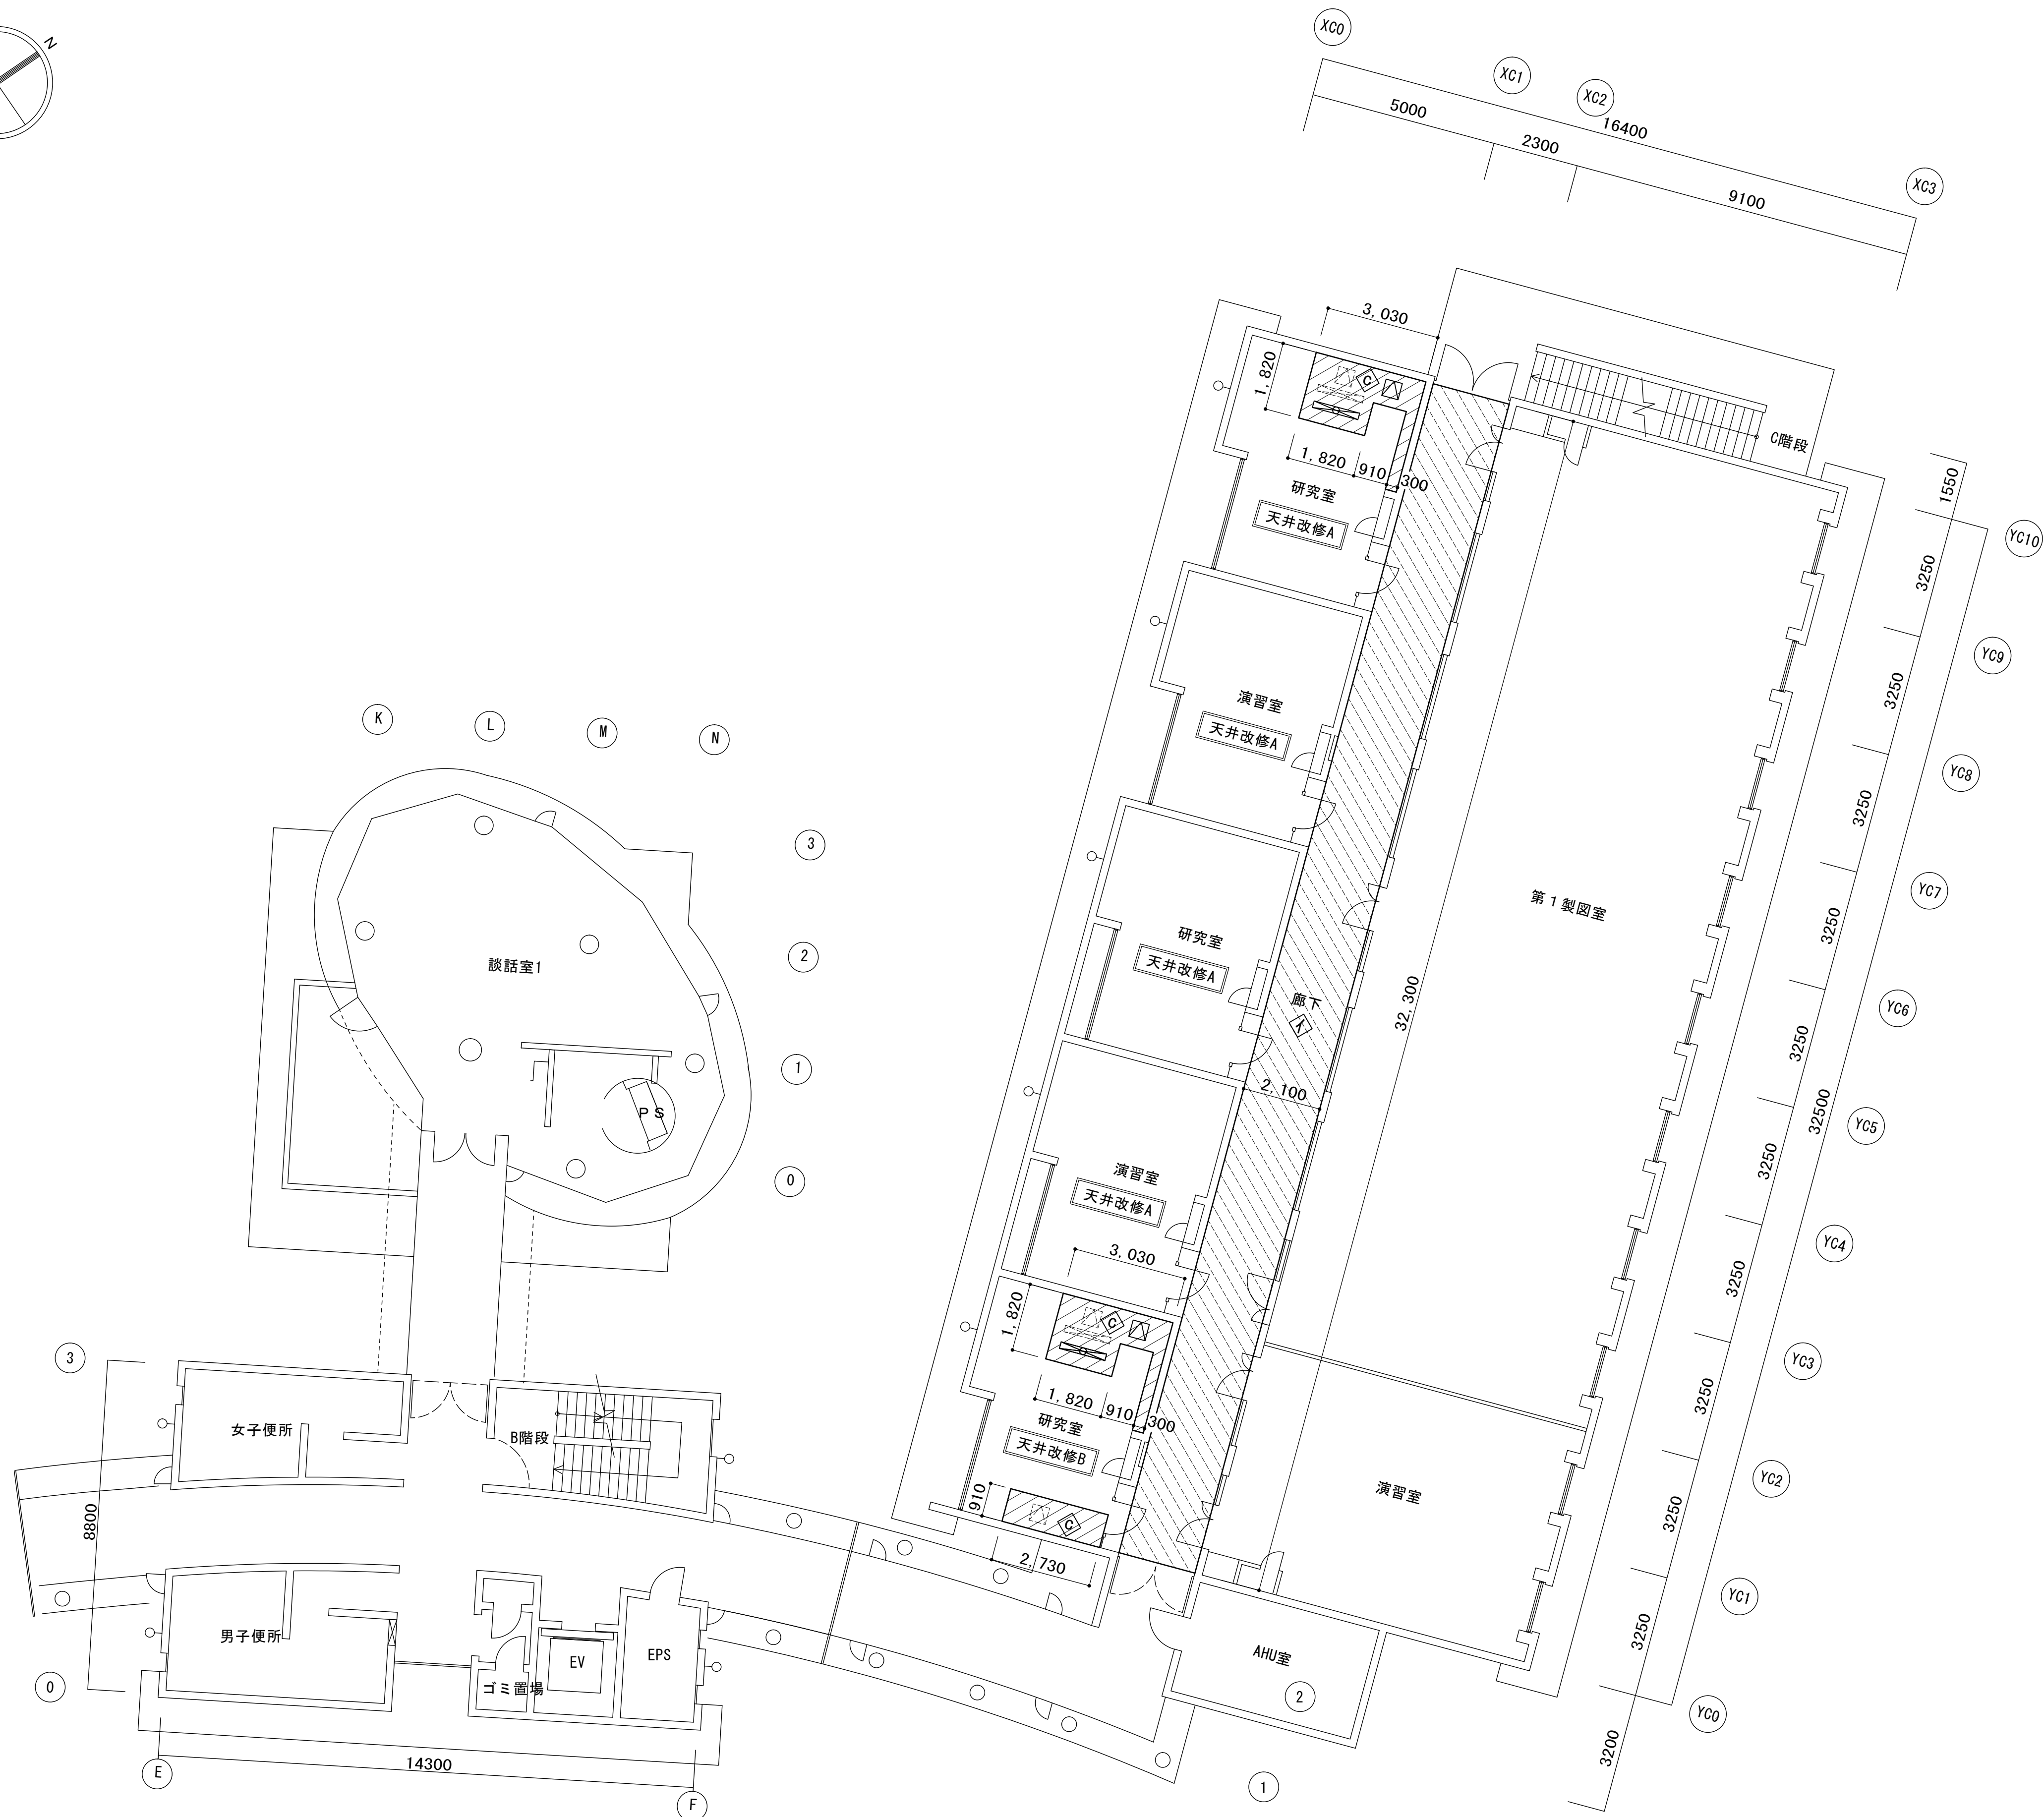 N
XC0
XC1
XC2
XC3
16400
5000
2300
9100
3,030
1,820
C
1,820
910
300
研究室
天井改修A
C階段
1550
YC10
3250
YC9
3250
YC8
3250
YC7
3250
YC6
3250
YC5
3250
YC4
3250
YC3
3250
YC2
3250
YC1
3250
YC0
32500
3200
演習室
天井改修A
第1製図室
研究室
天井改修A
廊下
イ
32,300
2,100
演習室
天井改修A
3,030
1,820
C
1,820
910
300
研究室
天井改修B
910
C
2,730
演習室
AHU室
2
1
K
L
M
N
3
2
1
0
談話室1
PS
3
0
8800
女子便所
B階段
男子便所
ゴミ置場
EV
EPS
14300
E
F